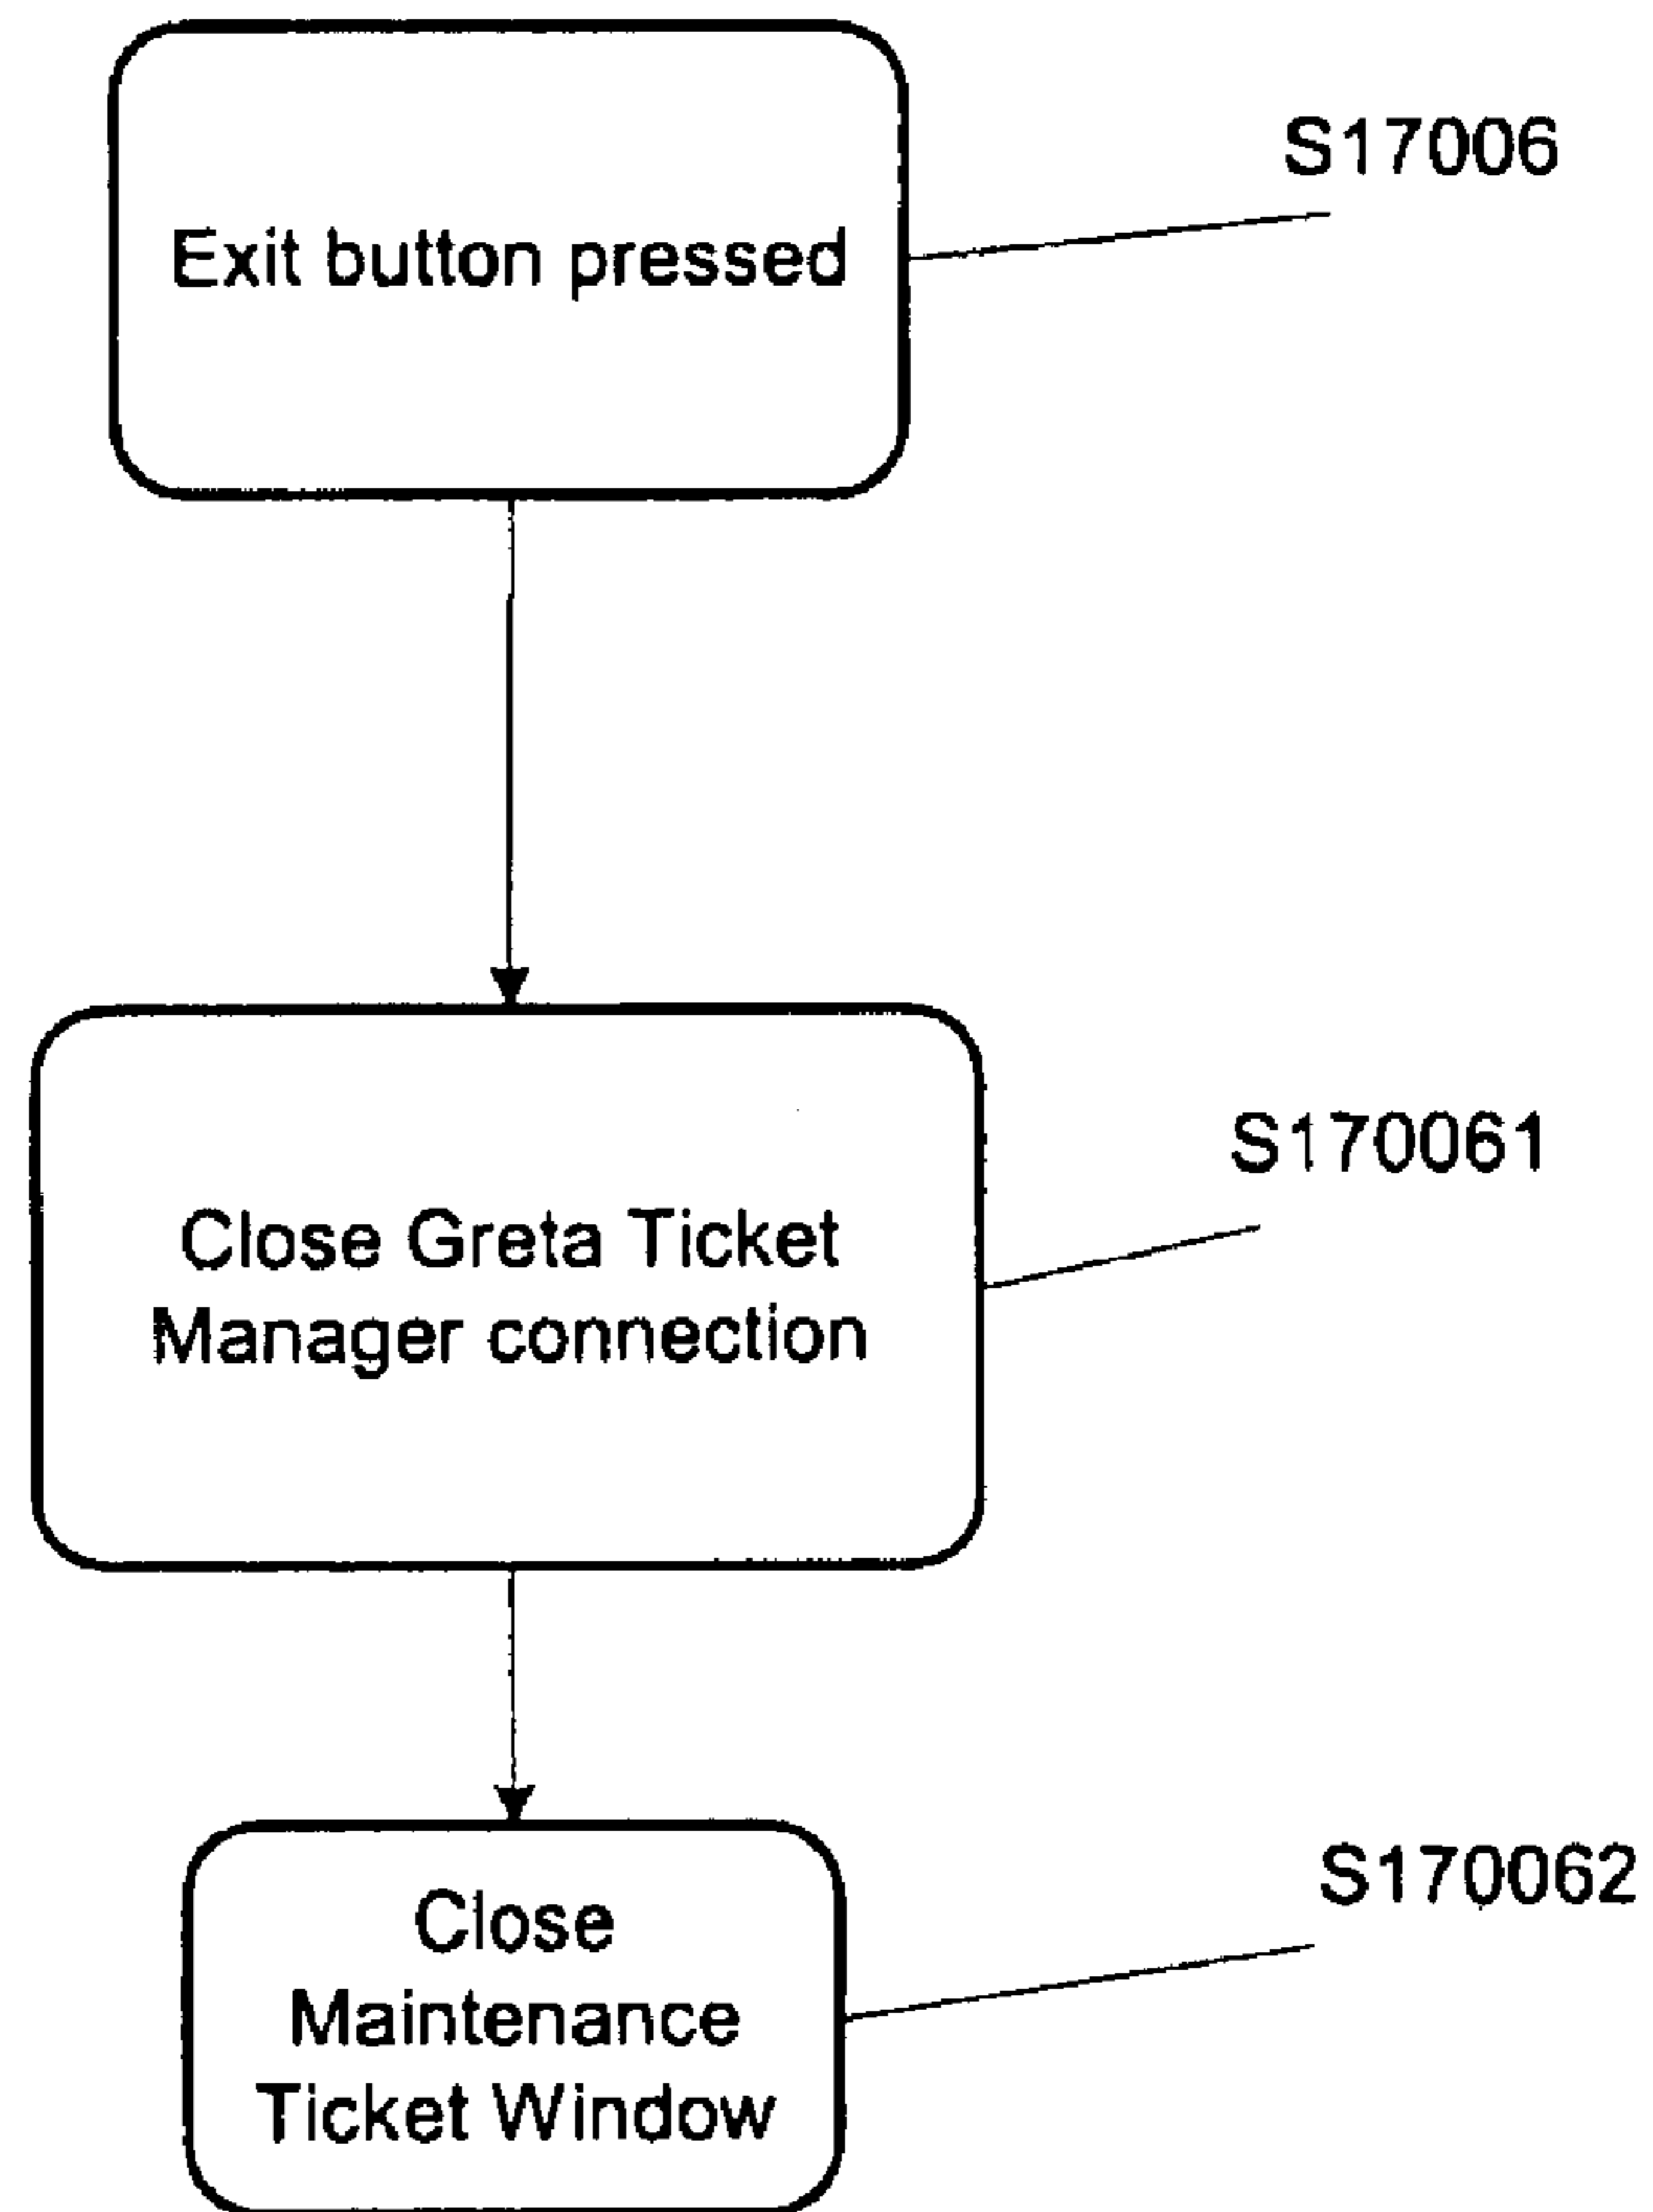 S17006
Exit button pressed
S170061
Close Greta Ticket
Manager connection
S170062
Close
Maintenance
Ticket Window